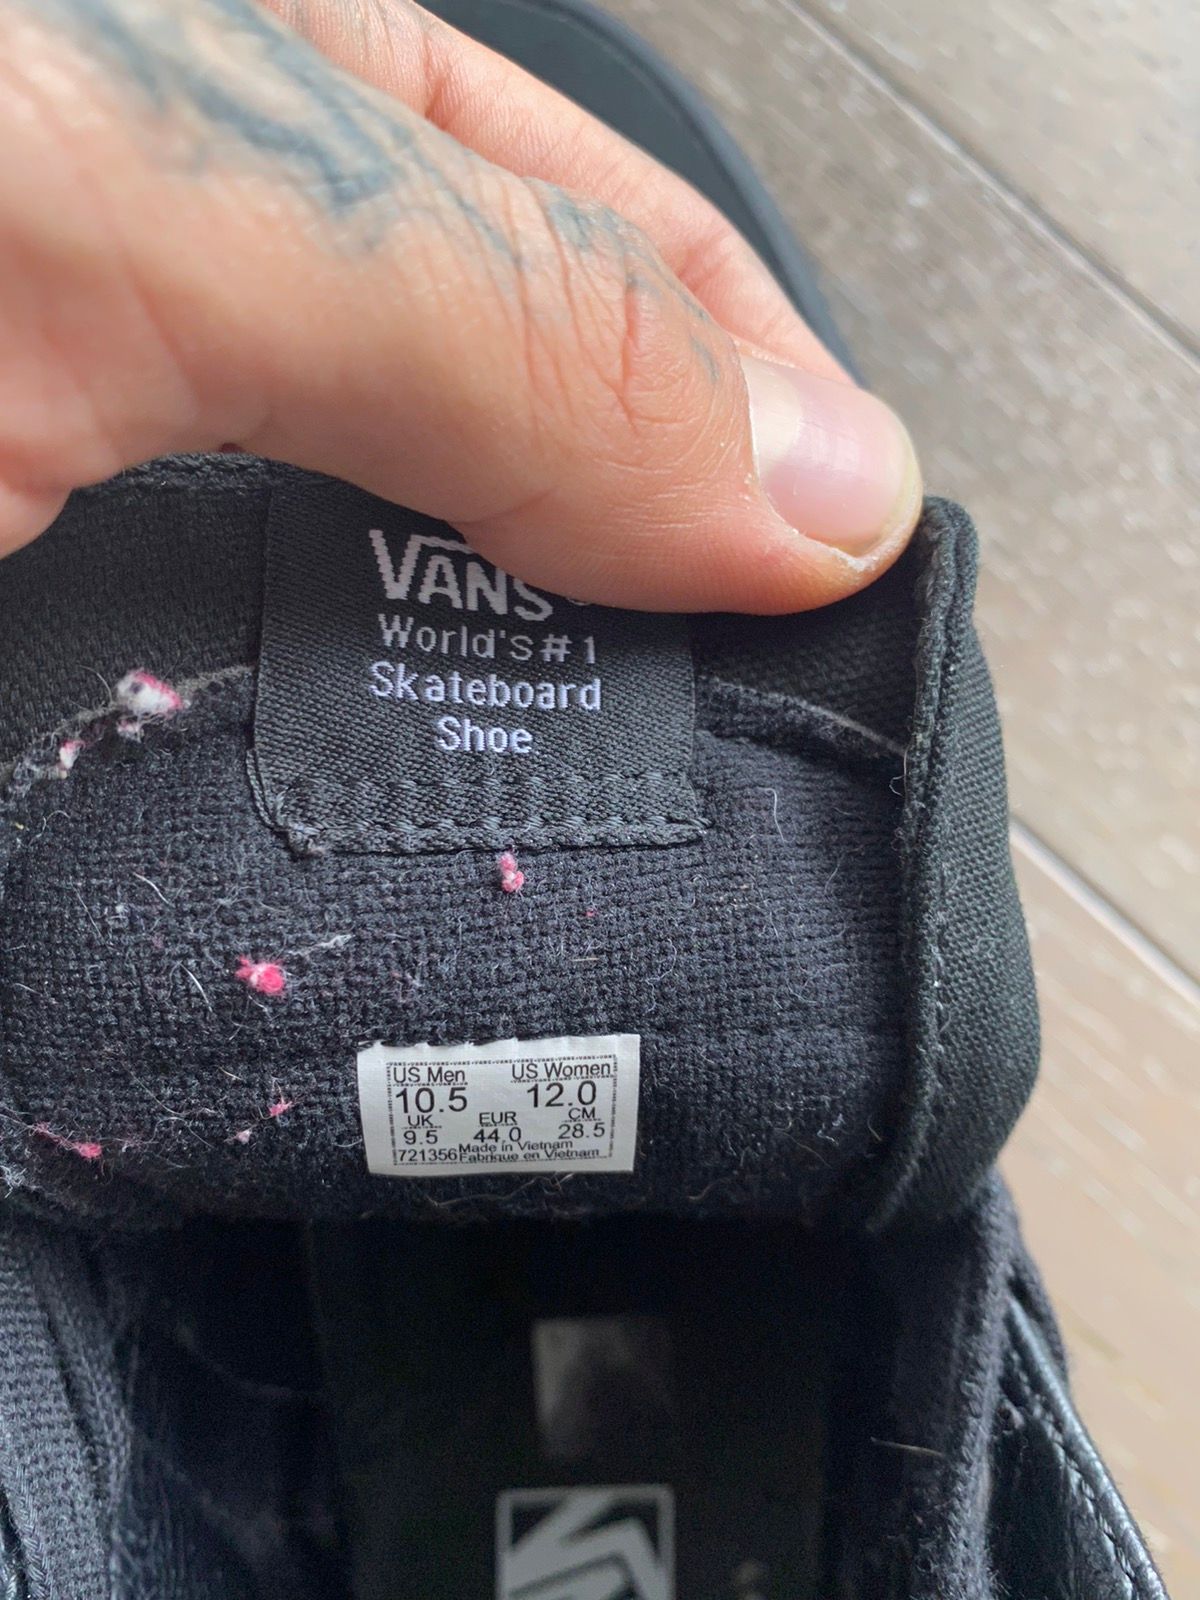 VANS
World's #1
Skateboard
Shoe
US Men US Women
10.5 12.0
UK EUR CM
9.5 44.0 28.5
721356 Made in Vietnam
Fabrique en Vietnam